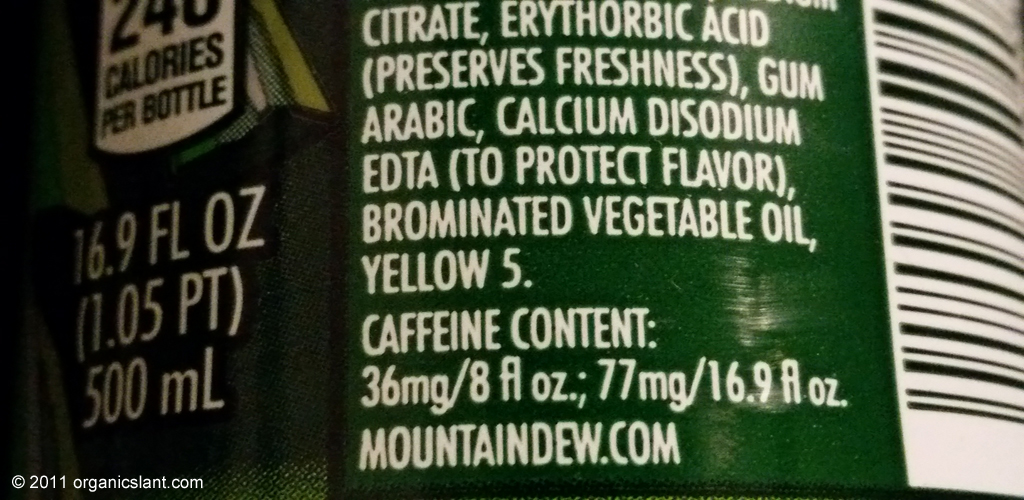 240
CALORIES
PER BOTTLE
16.9 FL OZ
(1.05 PT)
500 mL
CITRATE, ERYTHORBIC ACID
(PRESERVES FRESHNESS), GUM
ARABIC, CALCIUM DISODIUM
EDTA (TO PROTECT FLAVOR),
BROMINATED VEGETABLE OIL,
YELLOW 5.
CAFFEINE CONTENT:
36mg/8 fl oz.; 77mg/16.9 fl oz.
MOUNTAINDEW.COM
© 2011 organicslant.com